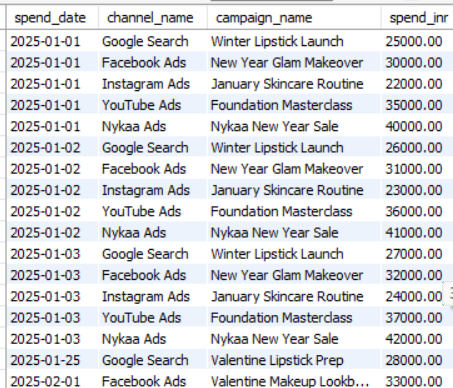 spend_date channel_name campaign_name spend_inr
2025-01-01 Google Search Winter Lipstick Launch 25000.00
2025-01-01 Facebook Ads New Year Glam Makeover 30000.00
2025-01-01 Instagram Ads January Skincare Routine 22000.00
2025-01-01 YouTube Ads Foundation Masterclass 35000.00
2025-01-01 Nykaa Ads Nykaa New Year Sale 40000.00
2025-01-02 Google Search Winter Lipstick Launch 26000.00
2025-01-02 Facebook Ads New Year Glam Makeover 31000.00
2025-01-02 Instagram Ads January Skincare Routine 23000.00
2025-01-02 YouTube Ads Foundation Masterclass 36000.00
2025-01-02 Nykaa Ads Nykaa New Year Sale 41000.00
2025-01-03 Google Search Winter Lipstick Launch 27000.00
2025-01-03 Facebook Ads New Year Glam Makeover 32000.00
2025-01-03 Instagram Ads January Skincare Routine 24000.00
2025-01-03 YouTube Ads Foundation Masterclass 37000.00
2025-01-03 Nykaa Ads Nykaa New Year Sale 42000.00
2025-01-25 Google Search Valentine Lipstick Prep 28000.00
2025-02-01 Facebook Ads Valentine Makeup Lookb... 33000.00